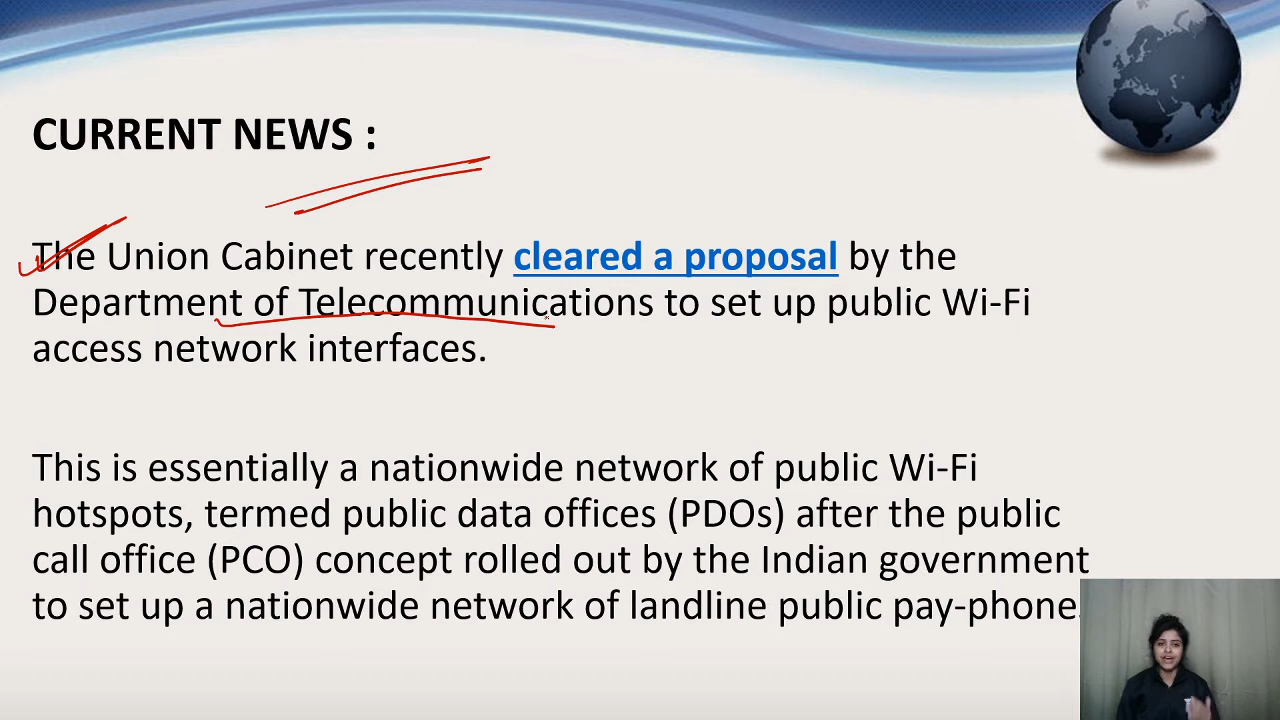 CURRENT NEWS :
The Union Cabinet recently cleared a proposal by the
Department of Telecommunications to set up public Wi-Fi
access network interfaces.
This is essentially a nationwide network of public Wi-Fi
hotspots, termed public data offices (PDOs) after the public
call office (PCO) concept rolled out by the Indian government
to set up a nationwide network of landline public pay-phone